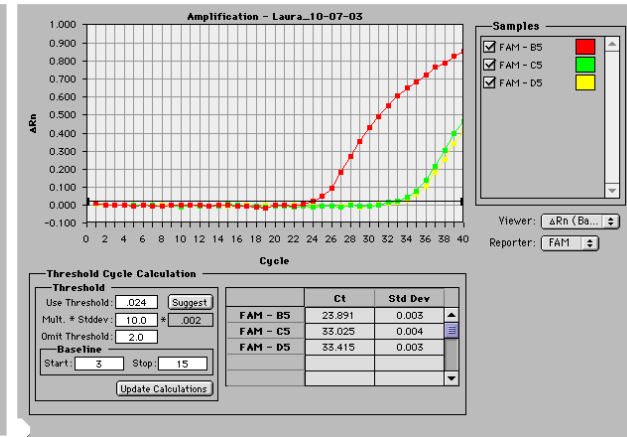 Amplification - Laura_10-07-03
1.000
0.900
0.800
0.700
0.600
0.500
0.400
0.300
0.200
0.100
0.000
-0.100
ΔRn
0 2 4 6 8 10 12 14 16 18 20 22 24 26 28 30 32 34 36 38 40
Cycle
Samples
FAM - B5
FAM - C5
FAM - D5
Viewer: ΔRn (Ba...
Reporter: FAM
Threshold Cycle Calculation
Threshold
Use Threshold: .024 Suggest
Mult. * Stddev: 10.0 * .002
Omit Threshold: 2.0
Baseline
Start: 3 Stop: 15
Update Calculations
Ct Std Dev
FAM - B5 23.891 0.003
FAM - C5 33.025 0.004
FAM - D5 33.415 0.003